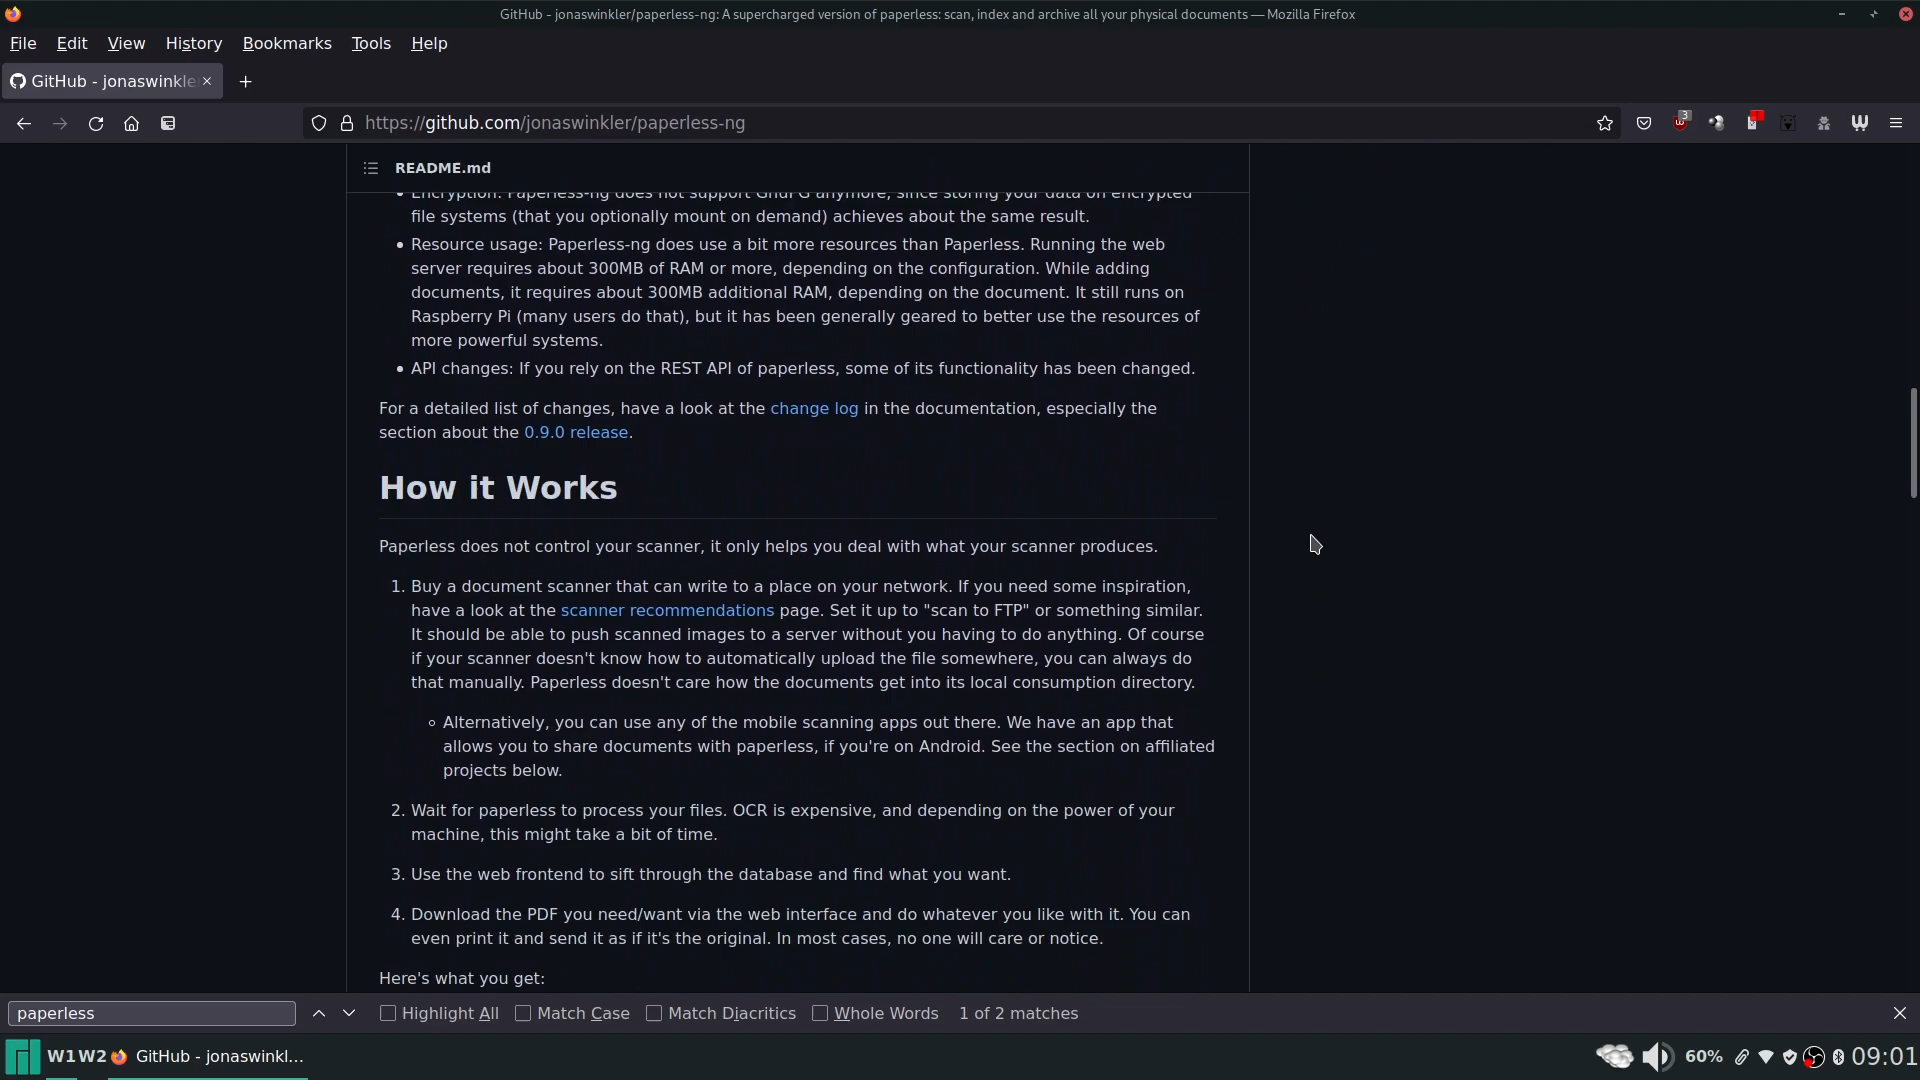 GitHub - jonaswinkler/paperless-ng: A supercharged version of paperless: scan, index and archive all your physical documents — Mozilla Firefox
File Edit View History Bookmarks Tools Help
GitHub - jonaswinkle
https://github.com/jonaswinkler/paperless-ng
3
README.md
Encryption: Paperless-ng does not support GnuPG anymore, since storing your data on encrypted
file systems (that you optionally mount on demand) achieves about the same result.
Resource usage: Paperless-ng does use a bit more resources than Paperless. Running the web
server requires about 300MB of RAM or more, depending on the configuration. While adding
documents, it requires about 300MB additional RAM, depending on the document. It still runs on
Raspberry Pi (many users do that), but it has been generally geared to better use the resources of
more powerful systems.
API changes: If you rely on the REST API of paperless, some of its functionality has been changed.
For a detailed list of changes, have a look at the change log in the documentation, especially the
section about the 0.9.0 release.
How it Works
Paperless does not control your scanner, it only helps you deal with what your scanner produces.
1. Buy a document scanner that can write to a place on your network. If you need some inspiration,
have a look at the scanner recommendations page. Set it up to "scan to FTP" or something similar.
It should be able to push scanned images to a server without you having to do anything. Of course
if your scanner doesn't know how to automatically upload the file somewhere, you can always do
that manually. Paperless doesn't care how the documents get into its local consumption directory.
Alternatively, you can use any of the mobile scanning apps out there. We have an app that
allows you to share documents with paperless, if you're on Android. See the section on affiliated
projects below.
2. Wait for paperless to process your files. OCR is expensive, and depending on the power of your
machine, this might take a bit of time.
3. Use the web frontend to sift through the database and find what you want.
4. Download the PDF you need/want via the web interface and do whatever you like with it. You can
even print it and send it as if it's the original. In most cases, no one will care or notice.
Here's what you get:
paperless Highlight All Match Case Match Diacritics Whole Words 1 of 2 matches
W1 W2 GitHub - jonaswinkl... 60% 09:01